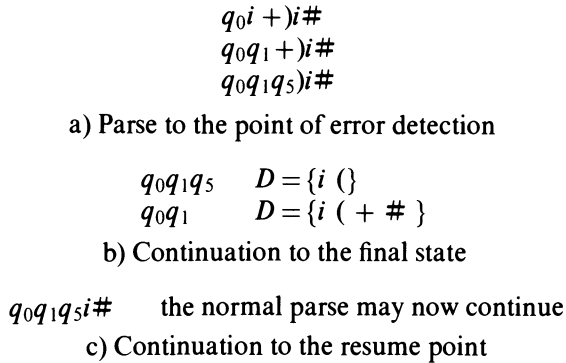 q₀i +)i#
q₀q₁+)i#
q₀q₁q₅)i#
a) Parse to the point of error detection
q₀q₁q₅ D={i (}
q₀q₁ D={i ( + # }
b) Continuation to the final state
q₀q₁q₅i# the normal parse may now continue
c) Continuation to the resume point